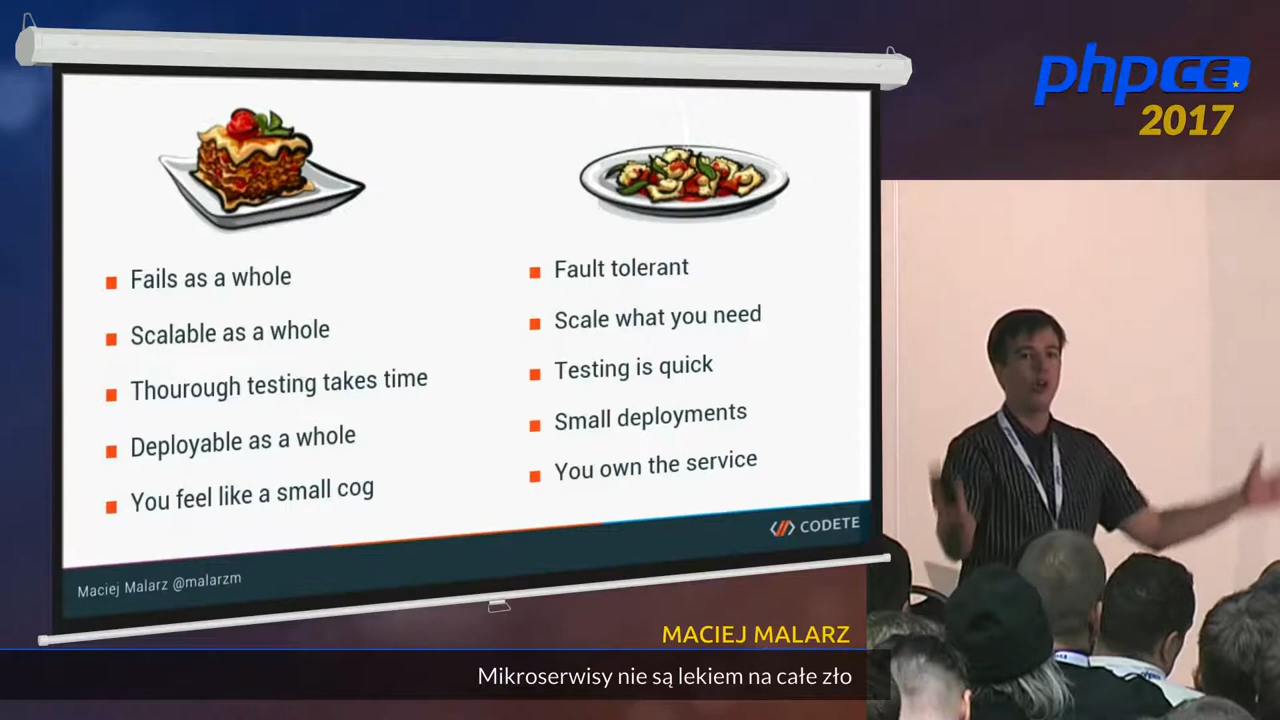 phpCE
2017
Fails as a whole
Scalable as a whole
Thourough testing takes time
Deployable as a whole
You feel like a small cog
Fault tolerant
Scale what you need
Testing is quick
Small deployments
You own the service
CODETE
Maciej Malarz @malarzm
MACIEJ MALARZ
Mikroserwisy nie są lekiem na całe zło